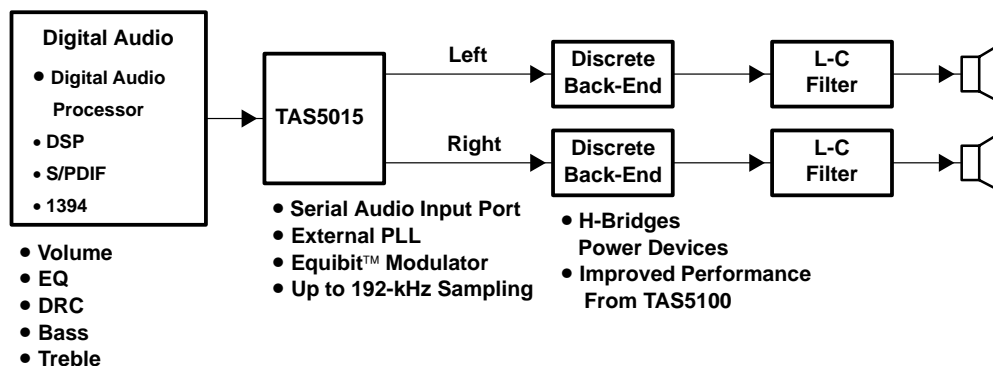 Digital Audio
• Digital Audio
Processor
• DSP
• S/PDIF
• 1394
• Volume
• EQ
• DRC
• Bass
• Treble
TAS5015
• Serial Audio Input Port
• External PLL
• Equibit™ Modulator
• Up to 192-kHz Sampling
Left
Right
Discrete
Back-End
Discrete
Back-End
• H-Bridges
Power Devices
• Improved Performance
From TAS5100
L-C
Filter
L-C
Filter